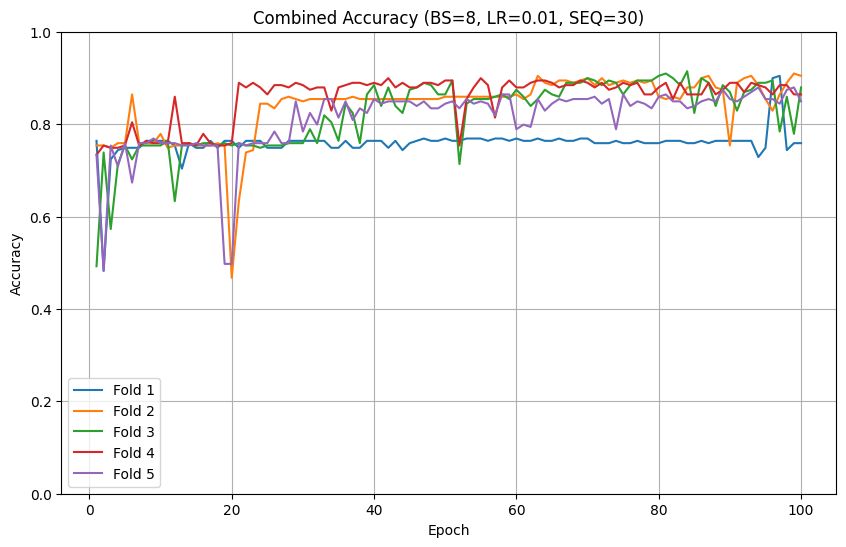 Combined Accuracy (BS=8, LR=0.01, SEQ=30)
1.0
0.8
0.6
0.4
0.2
0.0
Accuracy
Fold 1
Fold 2
Fold 3
Fold 4
Fold 5
0 20 40 60 80 100
Epoch